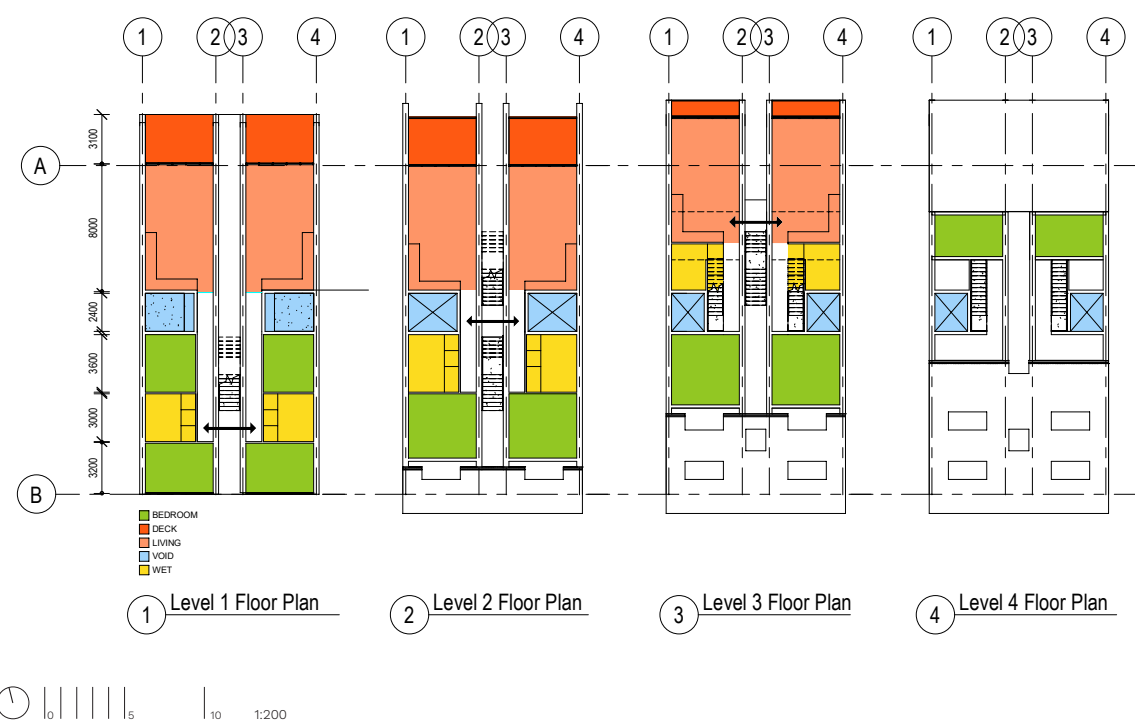 1 2 3 4 1 2 3 4 1 2 3 4 1 2 3 4
3100
A
8000
2400
3600
3000
3200
B
BEDROOM
DECK
LIVING
VOID
WET
1 Level 1 Floor Plan
2 Level 2 Floor Plan
3 Level 3 Floor Plan
4 Level 4 Floor Plan
0 5 10 1:200